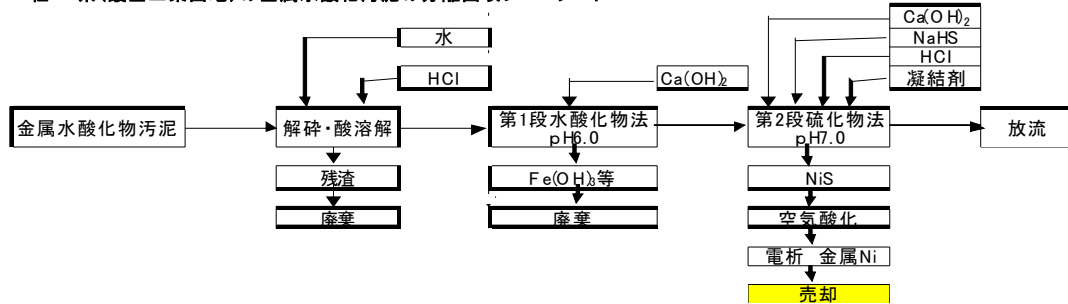 水
HCl
Ca(OH)₂
Ca(OH)₂
NaHS
HCl
凝結剤
金属水酸化物汚泥
解砕・酸溶解
第1段水酸化物法
pH6.0
第2段硫化物法
pH7.0
放流
残渣
Fe(OH)₃等
NiS
廃棄
廃棄
空気酸化
電析 金属Ni
売却